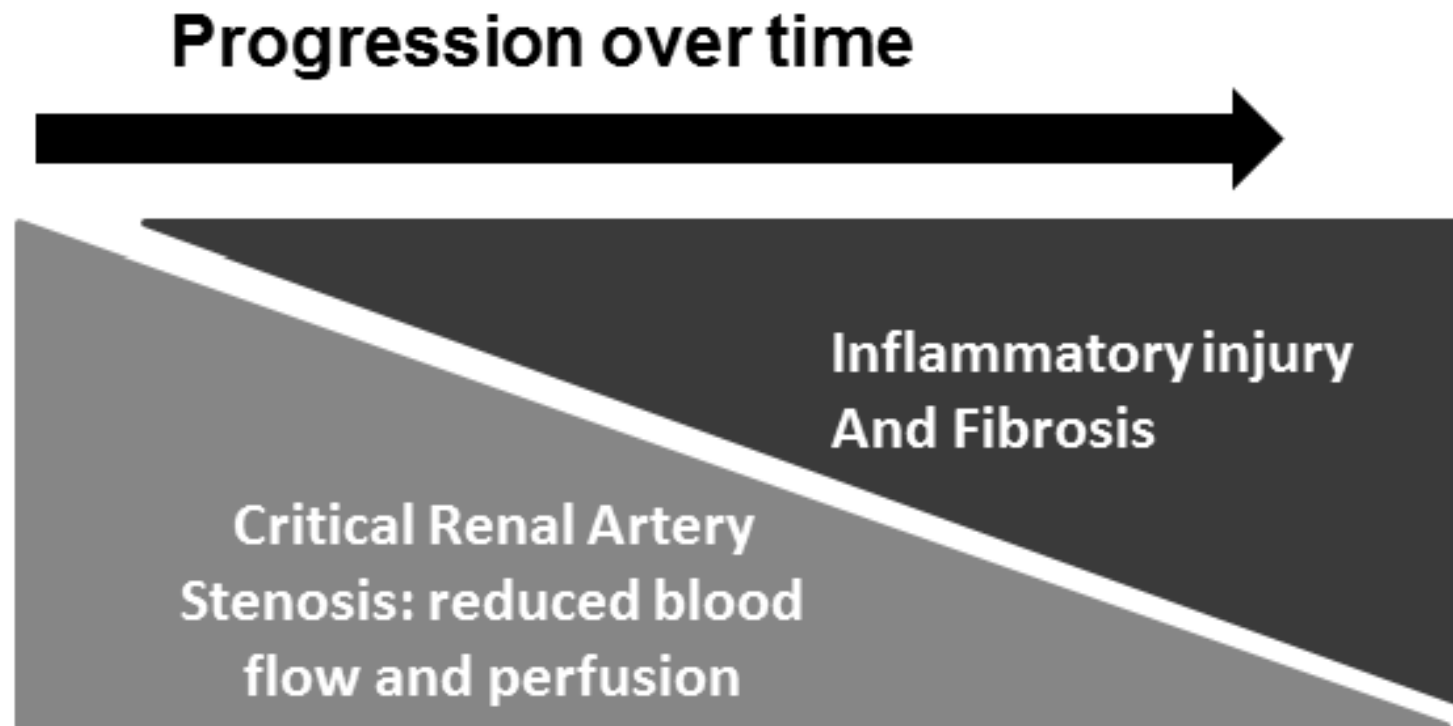 Progression over time
Inflammatory injury
And Fibrosis
Critical Renal Artery
Stenosis: reduced blood
flow and perfusion